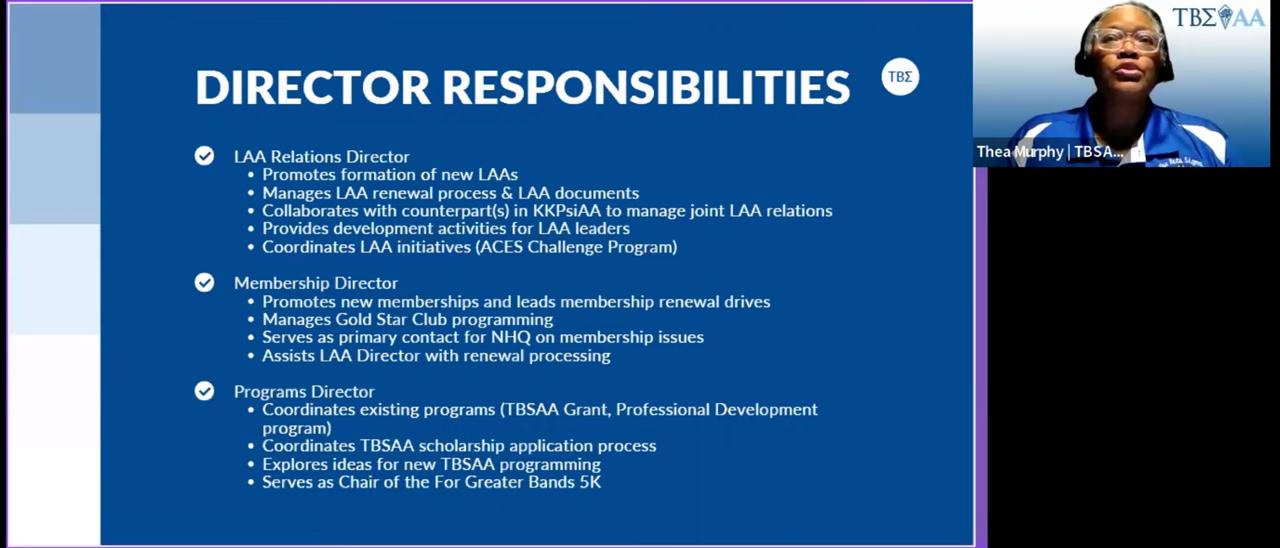 DIRECTOR RESPONSIBILITIES
ΤΒΣ
LAA Relations Director
• Promotes formation of new LAAs
• Manages LAA renewal process & LAA documents
• Collaborates with counterpart(s) in KKPsiAA to manage joint LAA relations
• Provides development activities for LAA leaders
• Coordinates LAA initiatives (ACES Challenge Program)
Membership Director
• Promotes new memberships and leads membership renewal drives
• Manages Gold Star Club programming
• Serves as primary contact for NHQ on membership issues
• Assists LAA Director with renewal processing
Programs Director
• Coordinates existing programs (TBSAA Grant, Professional Development
program)
• Coordinates TBSAA scholarship application process
• Explores ideas for new TBSAA programming
• Serves as Chair of the For Greater Bands 5K
ΤΒΣ AA
Thea Murphy | TBSA...